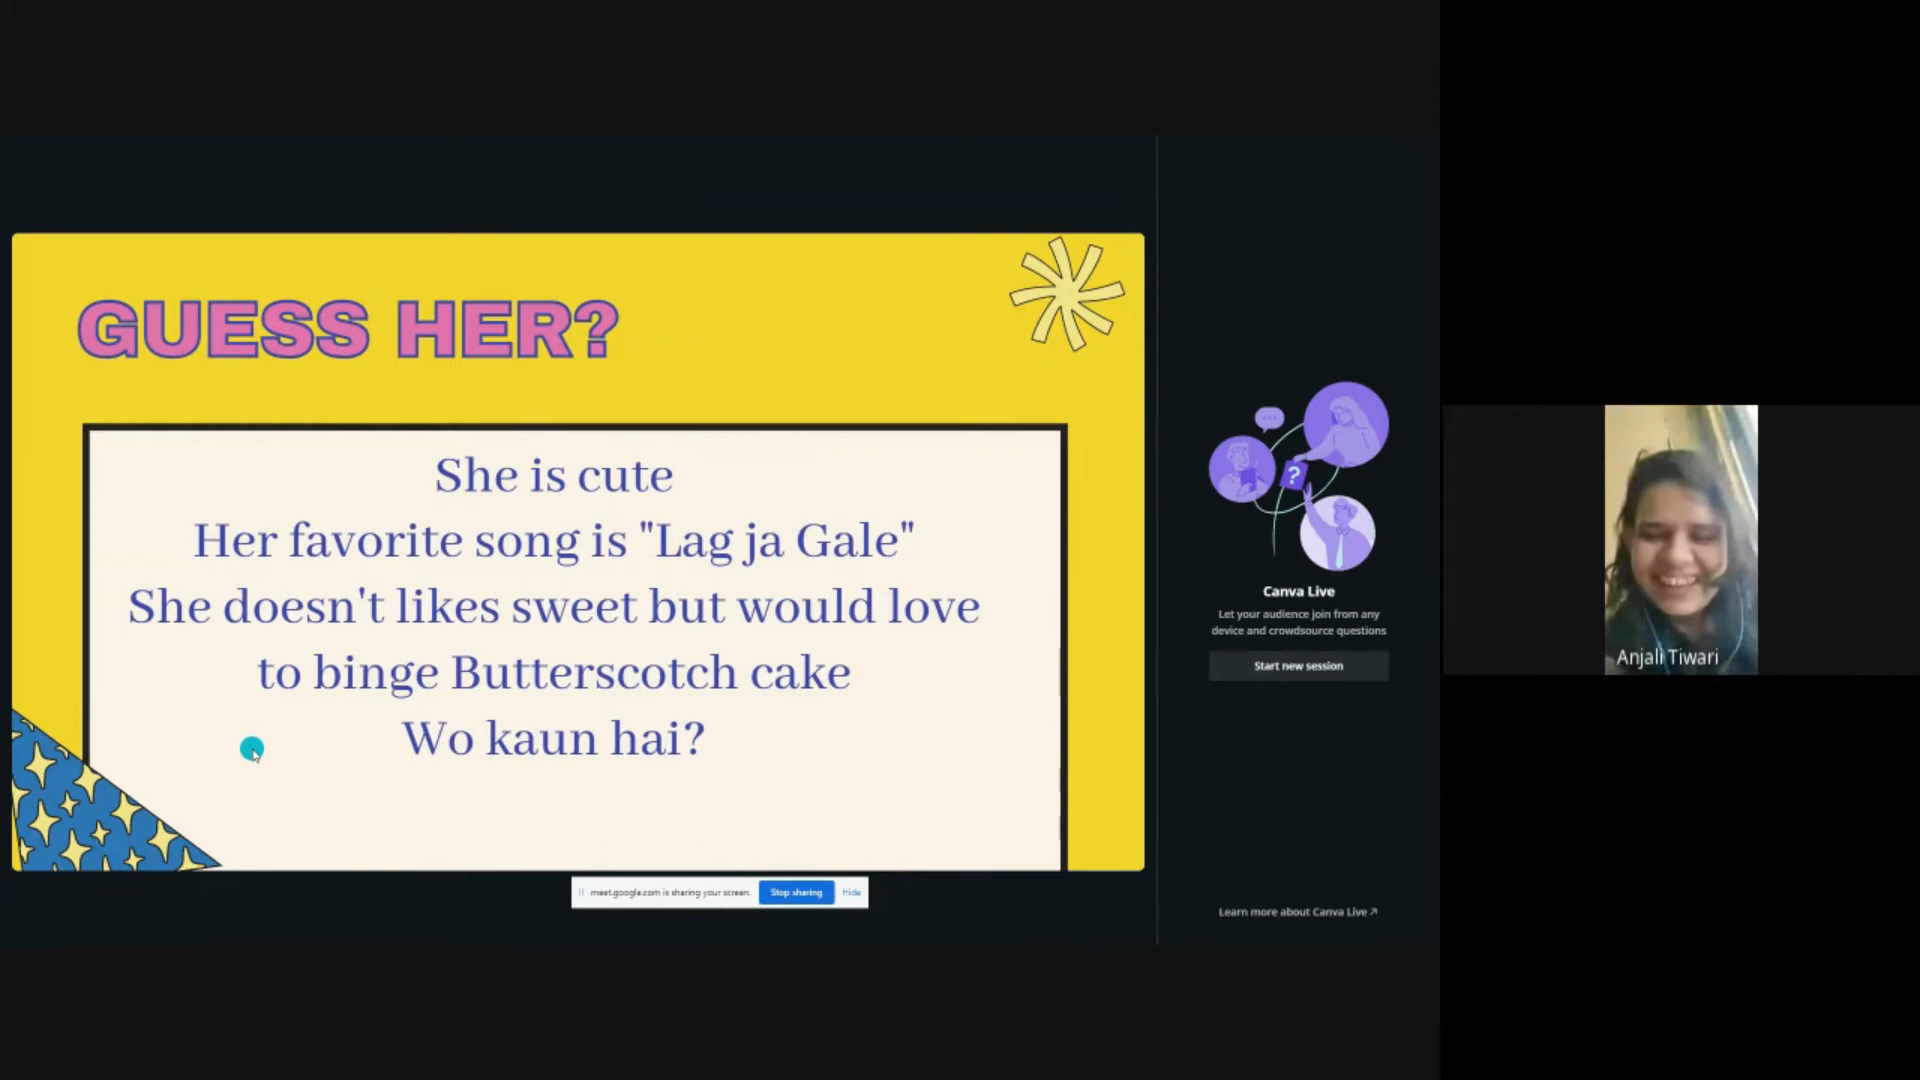 GUESS HER?
She is cute
Her favorite song is "Lag ja Gale"
She doesn't likes sweet but would love
to binge Butterscotch cake
Wo kaun hai?
meet.google.com is sharing your screen.
Stop sharing
Hide
?
Canva Live
Let your audience join from any
device and crowdsource questions
Start new session
Learn more about Canva Live ↗
Anjali Tiwari